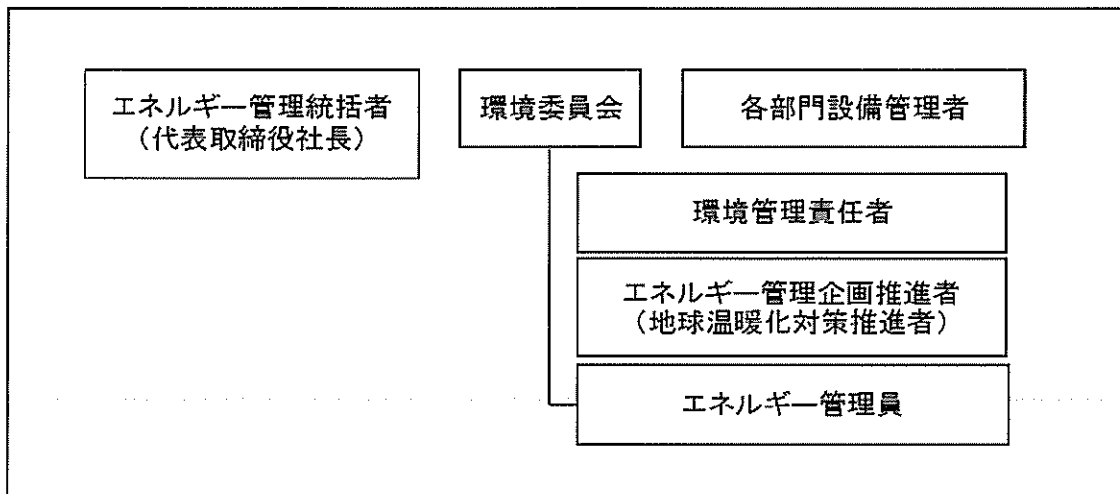 エネルギー管理統括者
（代表取締役社長）
環境委員会
各部門設備管理者
環境管理責任者
エネルギー管理企画推進者
（地球温暖化対策推進者）
エネルギー管理員